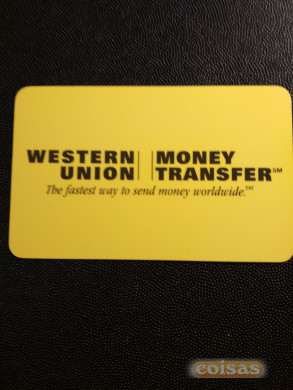 WESTERN UNION MONEY TRANSFER℠
The fastest way to send money worldwide.™
coisas